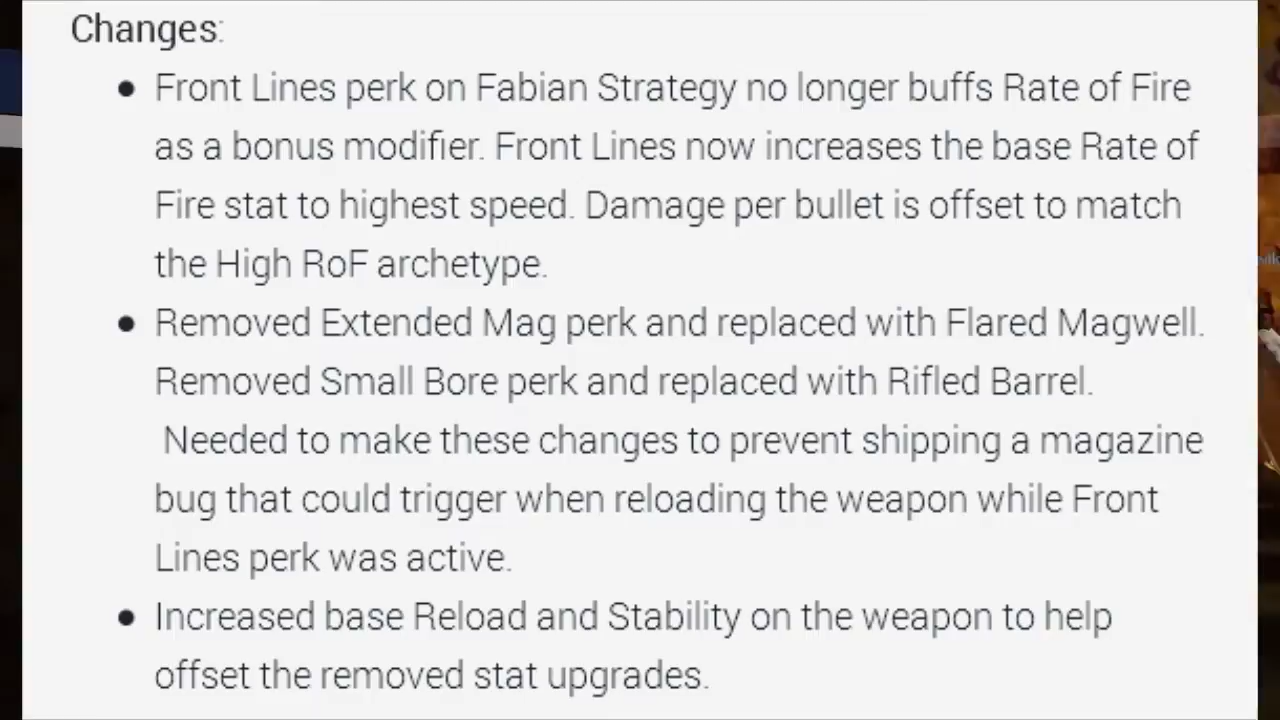 Changes:
● Front Lines perk on Fabian Strategy no longer buffs Rate of Fire
as a bonus modifier. Front Lines now increases the base Rate of
Fire stat to highest speed. Damage per bullet is offset to match
the High RoF archetype.
● Removed Extended Mag perk and replaced with Flared Magwell.
Removed Small Bore perk and replaced with Rifled Barrel.
Needed to make these changes to prevent shipping a magazine
bug that could trigger when reloading the weapon while Front
Lines perk was active.
● Increased base Reload and Stability on the weapon to help
offset the removed stat upgrades.